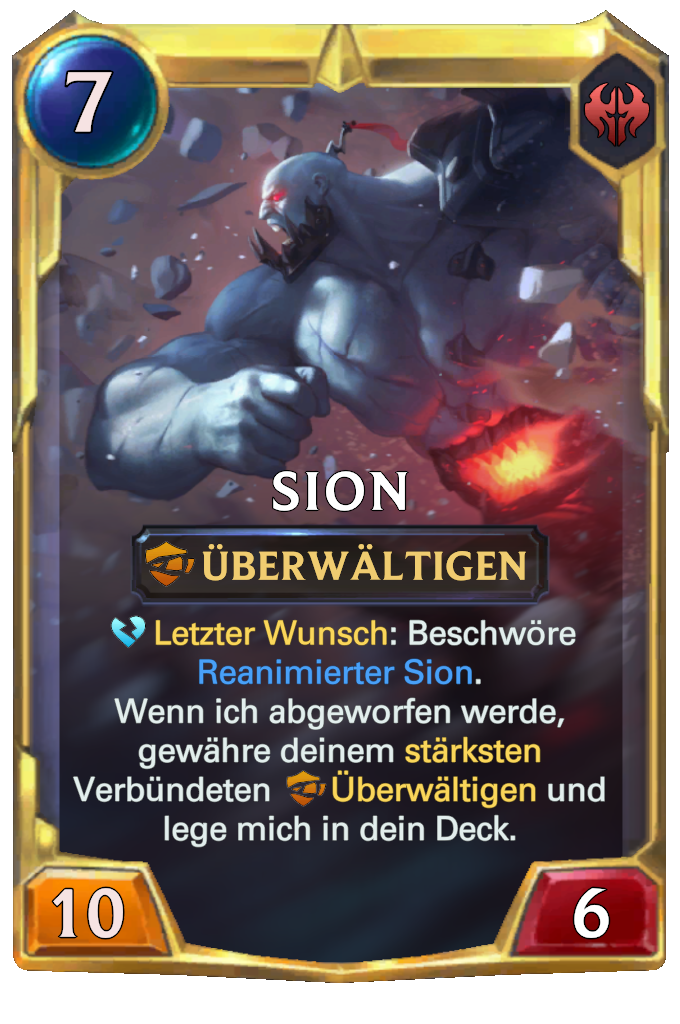 7
SION
ÜBERWÄLTIGEN
Letzter Wunsch: Beschwöre
Reanimierter Sion.
Wenn ich abgeworfen werde,
gewähre deinem stärksten
Verbündeten Überwältigen und
lege mich in dein Deck.
10
6